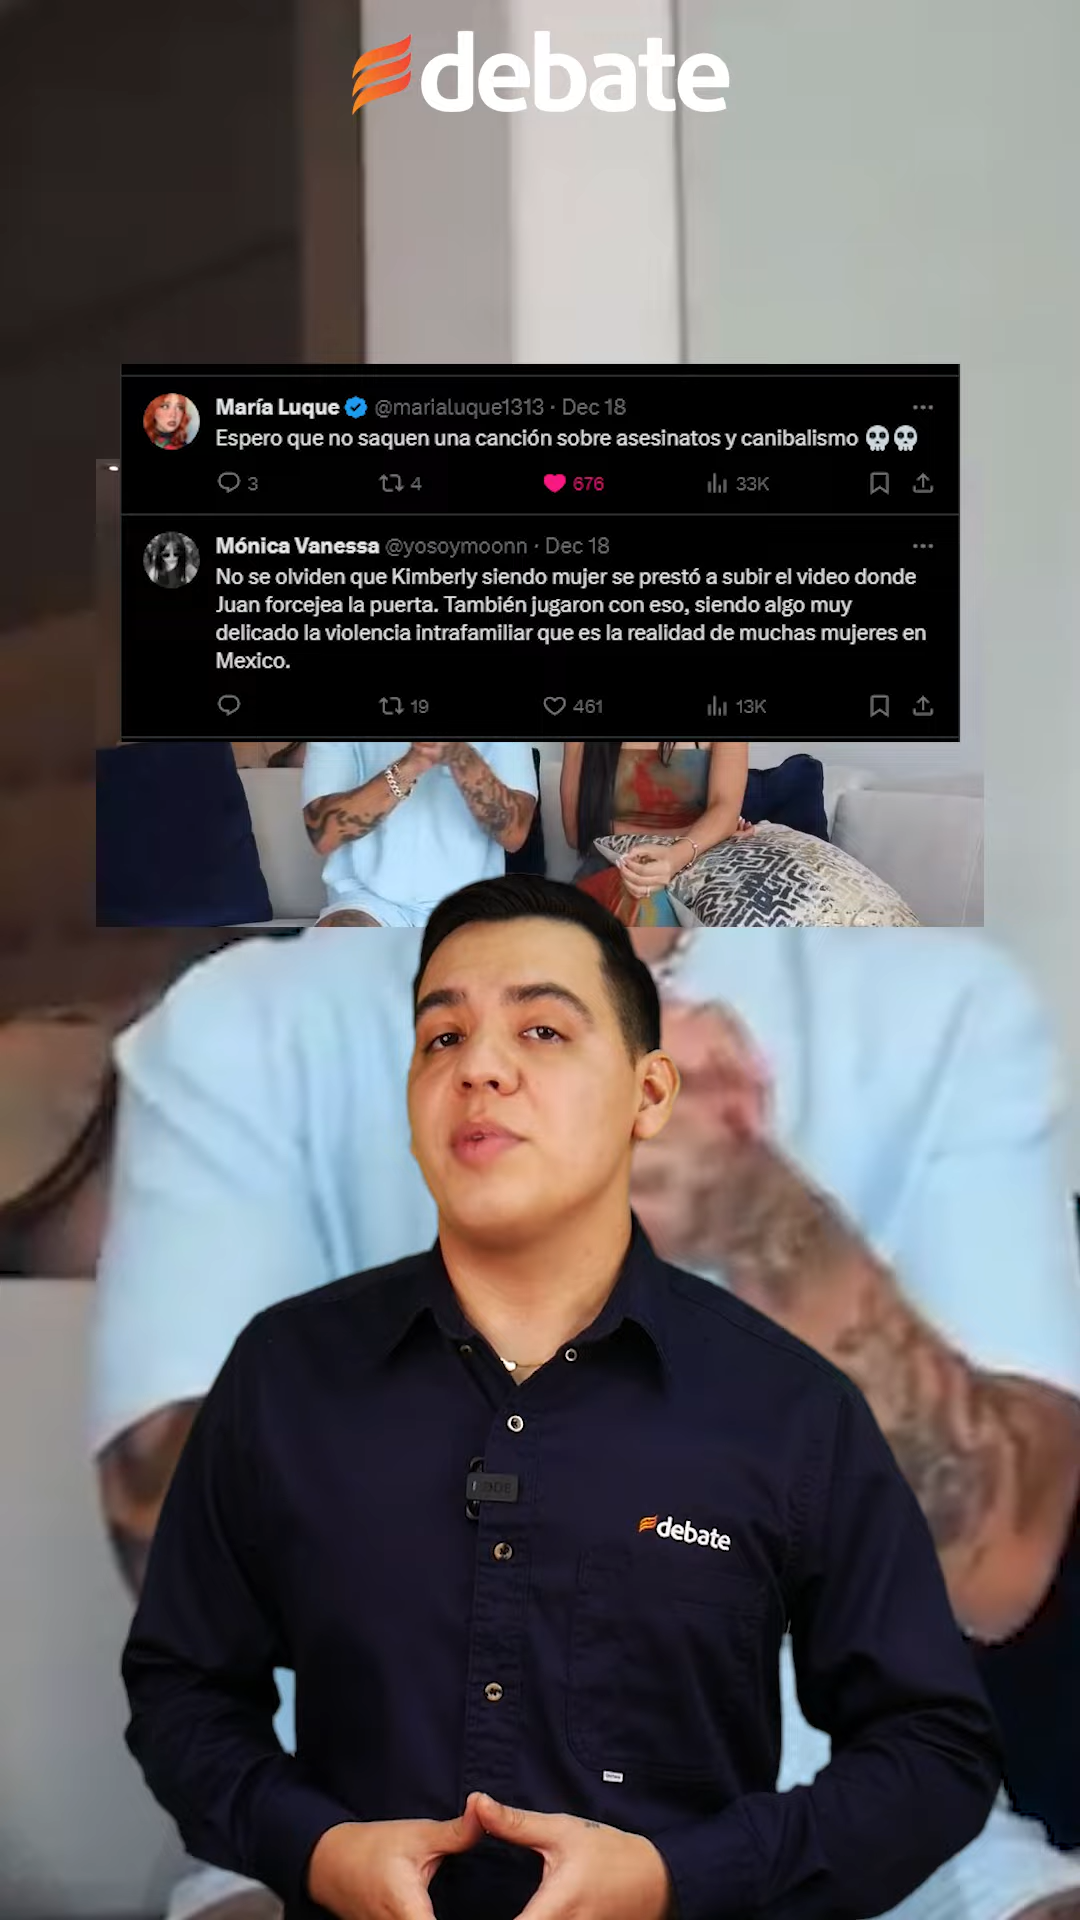 debate
María Luque @marialuque1313 · Dec 18
Espero que no saquen una canción sobre asesinatos y canibalismo 💀💀
3 4 676 33K
Mónica Vanessa @yosoymoonn · Dec 18
No se olviden que Kimberly siendo mujer se prestó a subir el video donde
Juan forcejea la puerta. También jugaron con eso, siendo algo muy
delicado la violencia intrafamiliar que es la realidad de muchas mujeres en
Mexico.
19 461 13K
debate